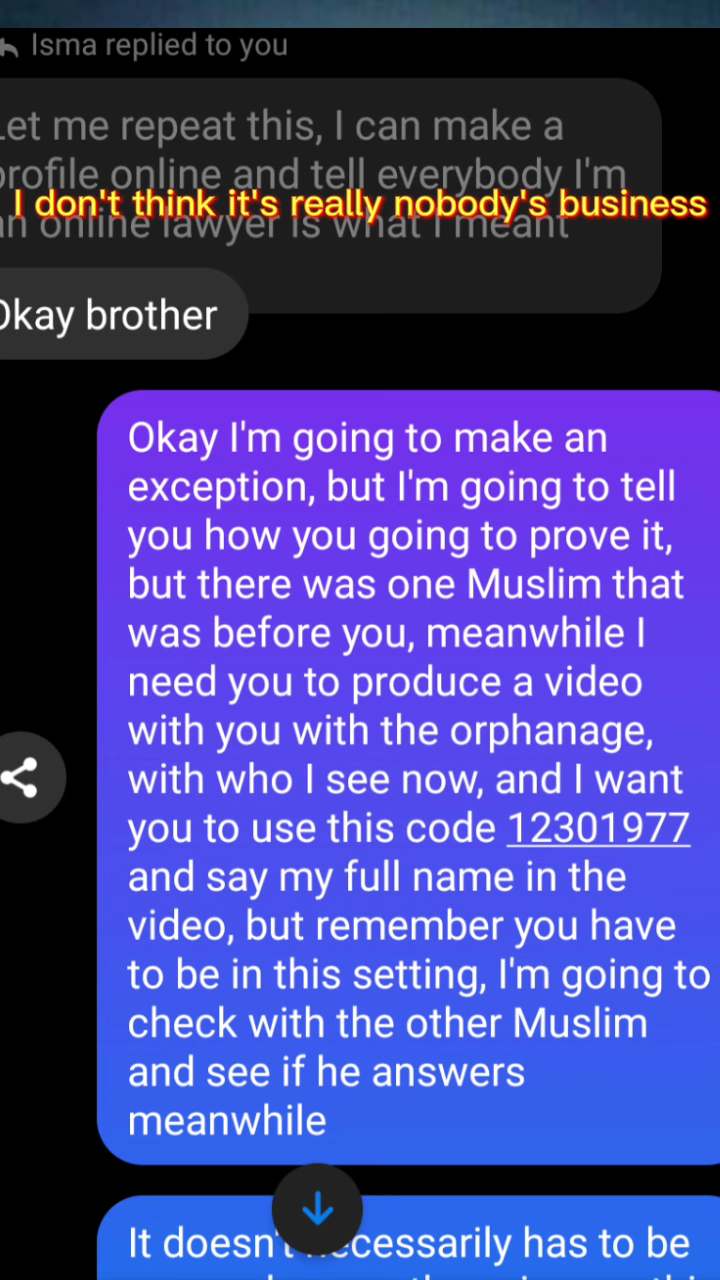 Isma replied to you
Let me repeat this, I can make a
profile online and tell everybody I'm
I don't think it's really nobody's business
an online lawyer is what I meant
Okay brother
Okay I'm going to make an
exception, but I'm going to tell
you how you going to prove it,
but there was one Muslim that
was before you, meanwhile I
need you to produce a video
with you with the orphanage,
with who I see now, and I want
you to use this code 12301977
and say my full name in the
video, but remember you have
to be in this setting, I'm going to
check with the other Muslim
and see if he answers
meanwhile
It doesn't necessarily has to be